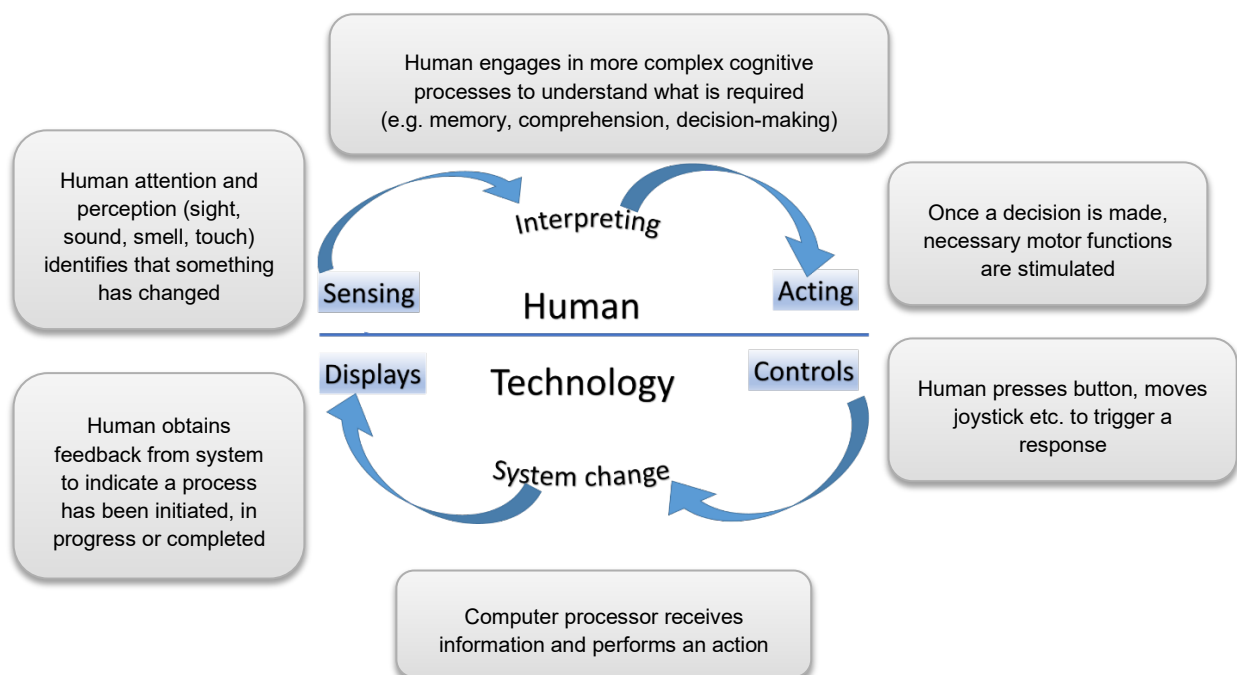 Human engages in more complex cognitive
processes to understand what is required
(e.g. memory, comprehension, decision-making)
Human attention and
perception (sight,
sound, smell, touch)
identifies that something
has changed
Interpreting
Once a decision is made,
necessary motor functions
are stimulated
Sensing
Human
Acting
Displays
Technology
Controls
Human obtains
feedback from system
to indicate a process
has been initiated, in
progress or completed
System change
Human presses button, moves
joystick etc. to trigger a
response
Computer processor receives
information and performs an action